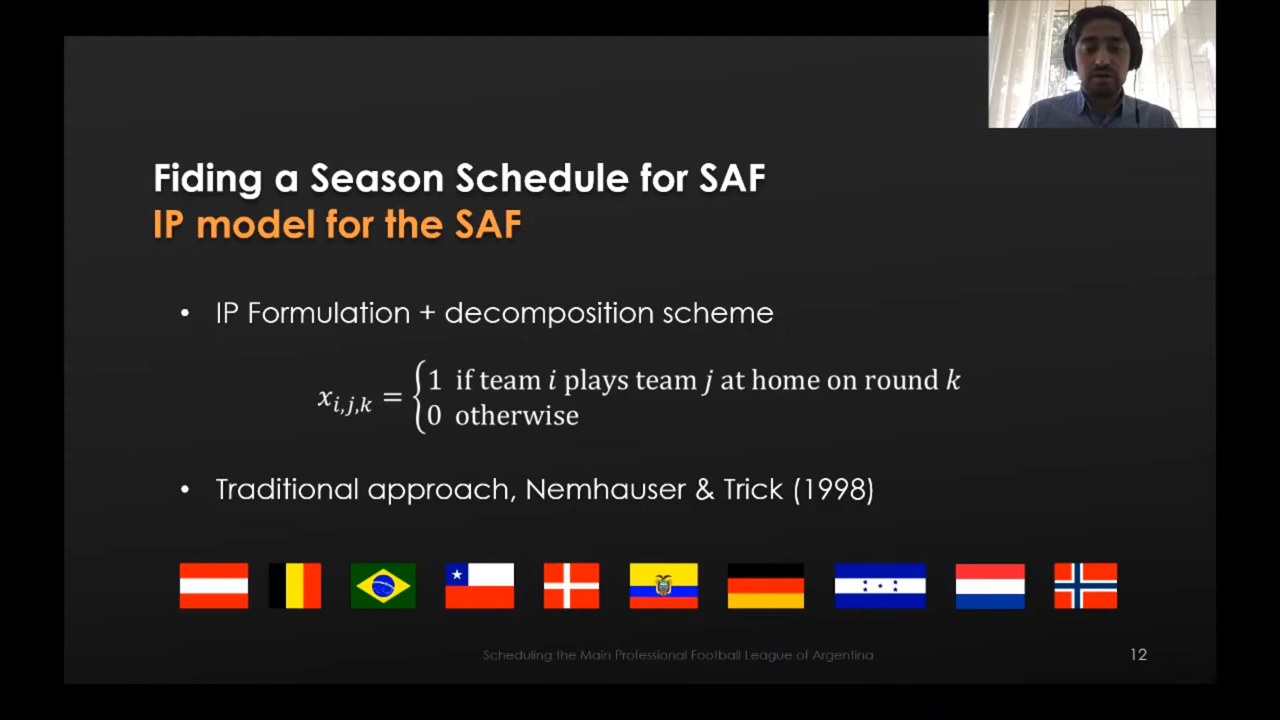 Fiding a Season Schedule for SAF
IP model for the SAF
• IP Formulation + decomposition scheme
x_{i,j,k} = { 1 if team i plays team j at home on round k
0 otherwise
• Traditional approach, Nemhauser & Trick (1998)
Scheduling the Main Professional Football League of Argentina
12